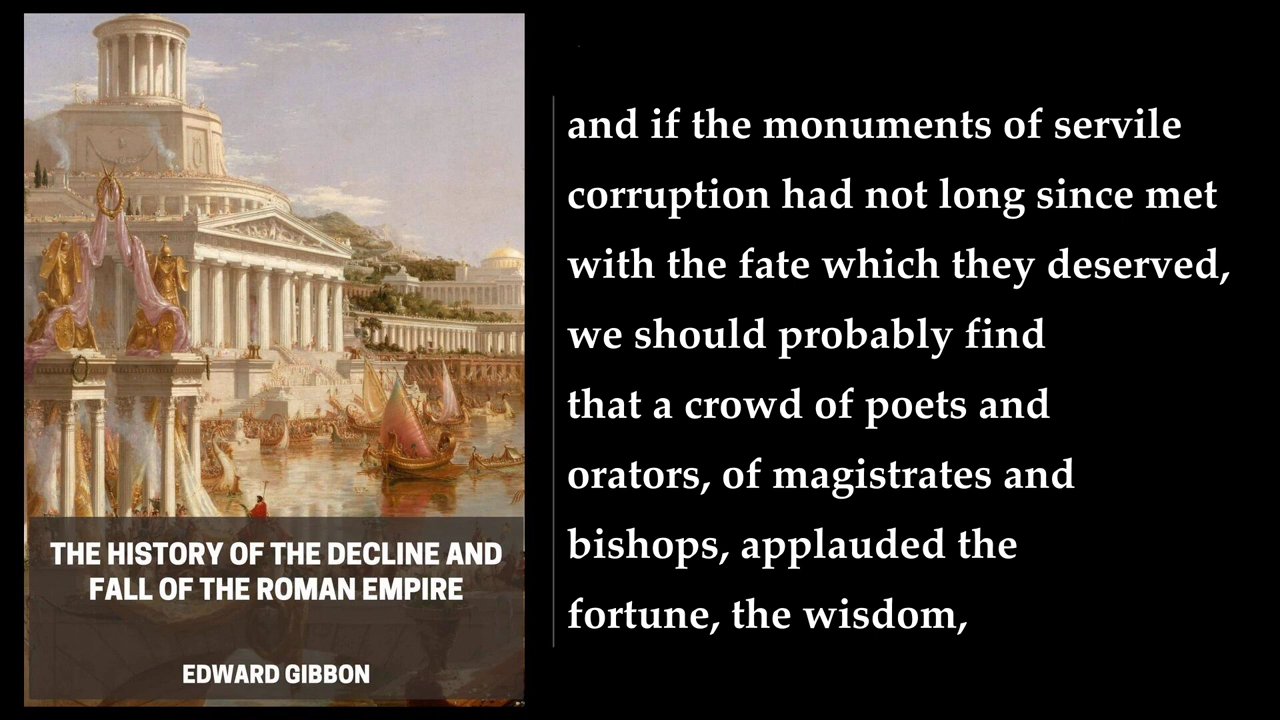 THE HISTORY OF THE DECLINE AND
FALL OF THE ROMAN EMPIRE
EDWARD GIBBON
and if the monuments of servile
corruption had not long since met
with the fate which they deserved,
we should probably find
that a crowd of poets and
orators, of magistrates and
bishops, applauded the
fortune, the wisdom,